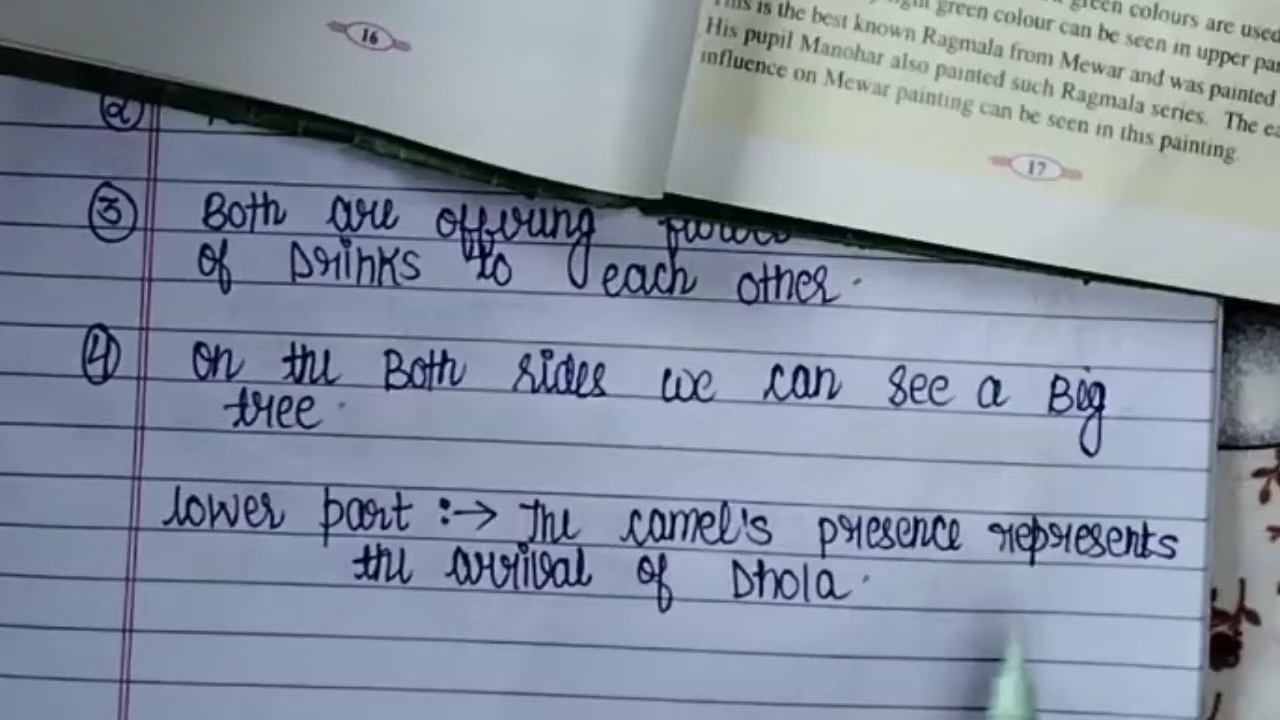 16
green colours are used
green colour can be seen in upper
This is the best known Ragmala from Mewar and was painted
His pupil Manohar also painted such Ragmala series. The
influence on Mewar painting can be seen in this painting.
17
2
3 Both are offering
of Drinks to each other.
4 on the Both sides we can see a Big
tree.
lower part :→ The camel's presence represents
the arrival of Dhola.